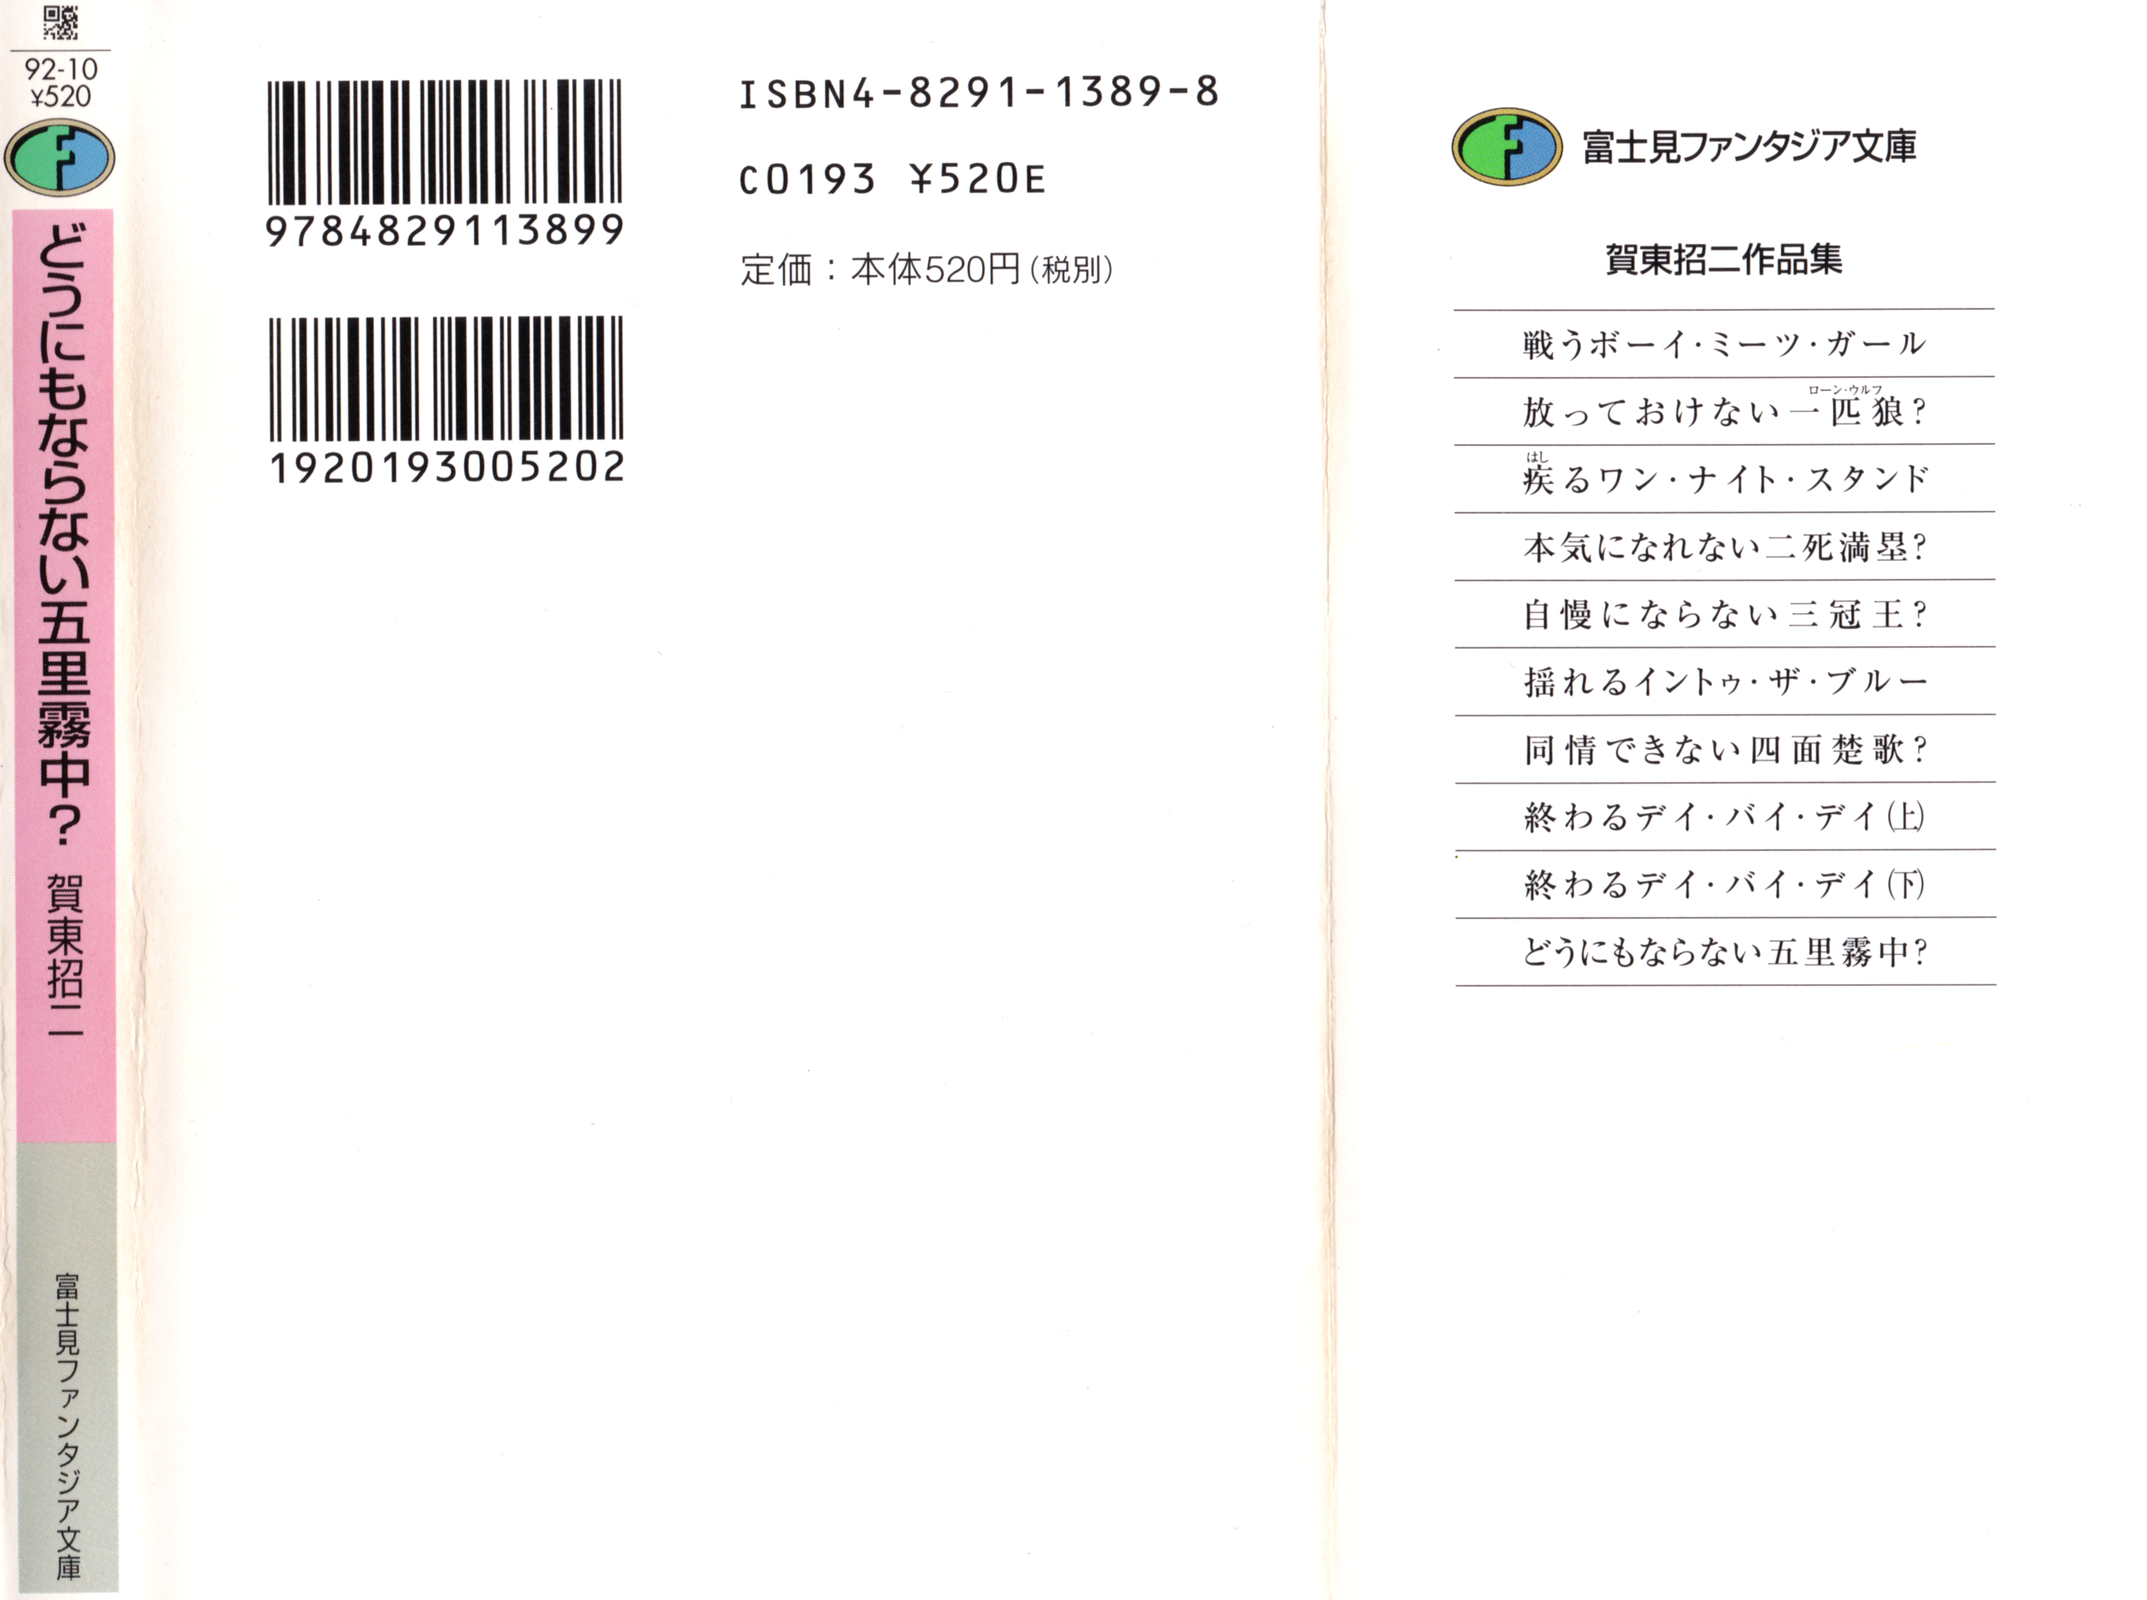 92-10
¥520
どうにもならない五里霧中? 賀東招二
富士見ファンタジア文庫
9784829113899
1920193005202
ISBN4-8291-1389-8
C0193 ¥520E
定価：本体520円(税別)
富士見ファンタジア文庫
賀東招二作品集
戦うボーイ・ミーツ・ガール
ローン・ウルフ
放っておけない一匹狼?
はし
疾るワン・ナイト・スタンド
本気になれない二死満塁?
自慢にならない三冠王?
揺れるイントゥ・ザ・ブルー
同情できない四面楚歌?
終わるデイ・バイ・デイ(上)
終わるデイ・バイ・デイ(下)
どうにもならない五里霧中?